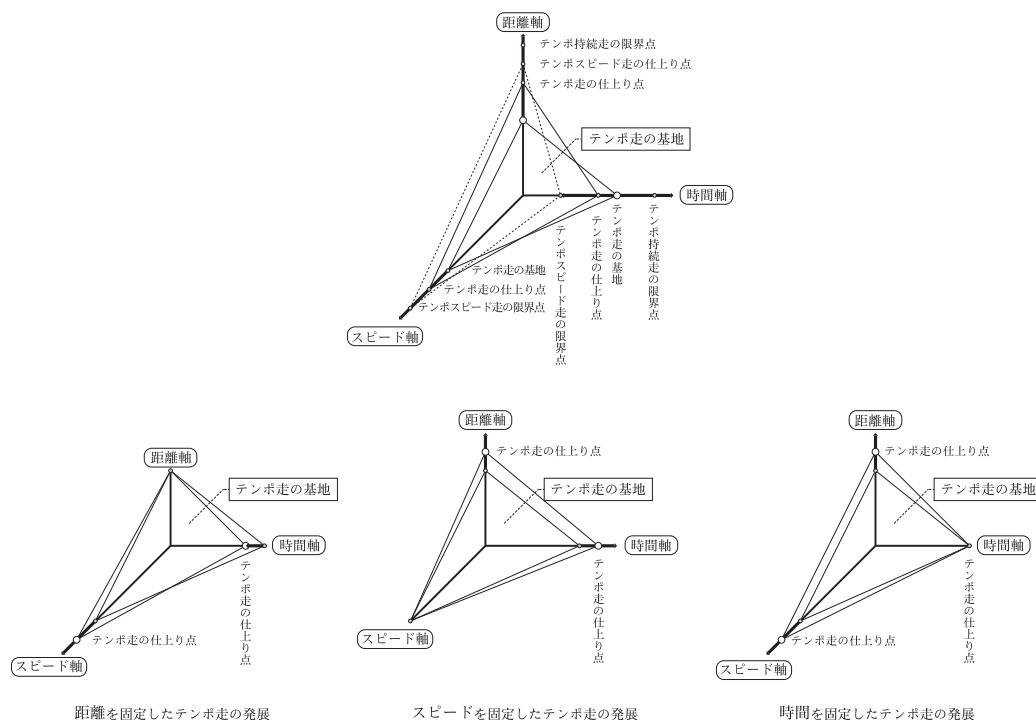 距離軸
テンポ持続走の限界点
テンポスピード走の仕上り点
テンポ走の仕上り点
テンポ走の基地
時間軸
テンポスピード走の限界点
テンポ走の仕上り点
テンポ走の基地
テンポ持続走の限界点
テンポ走の基地
テンポ走の仕上り点
テンポスピード走の限界点
スピード軸
距離軸
テンポ走の基地
時間軸
テンポ走の仕上り点
テンポ走の仕上り点
スピード軸
距離を固定したテンポ走の発展
距離軸
テンポ走の仕上り点
テンポ走の基地
時間軸
テンポ走の仕上り点
スピード軸
スピードを固定したテンポ走の発展
距離軸
テンポ走の仕上り点
テンポ走の基地
時間軸
テンポ走の仕上り点
テンポ走の仕上り点
スピード軸
時間を固定したテンポ走の発展